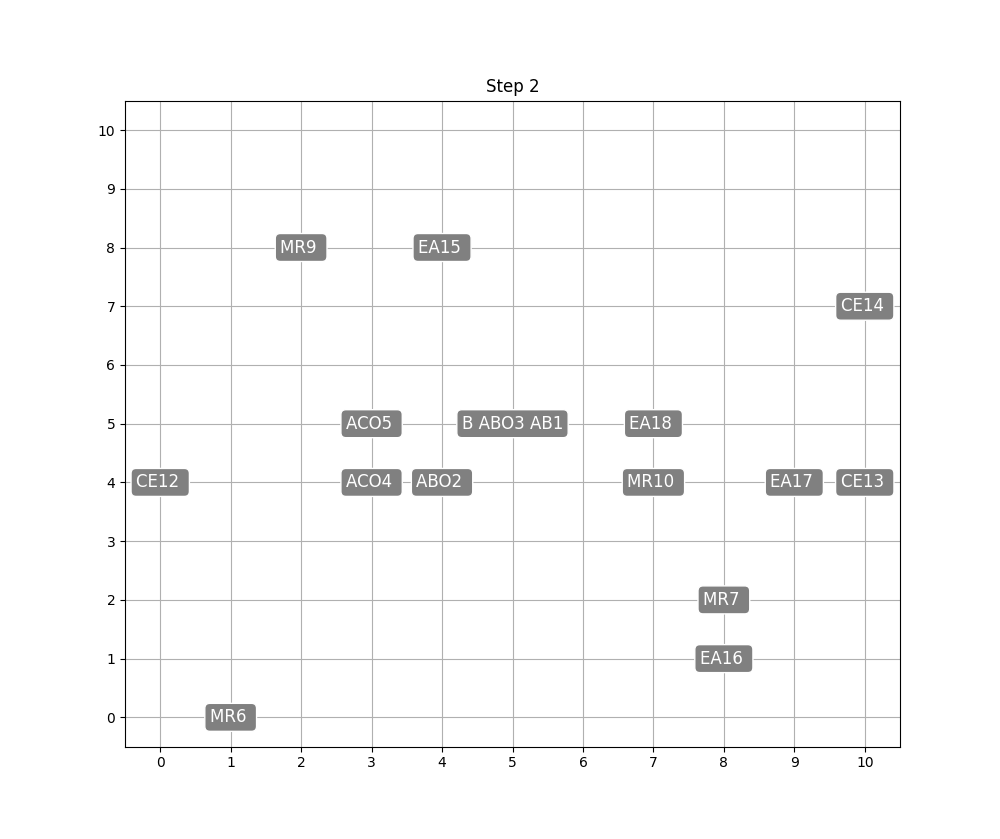 Step 2
10
9
8 MR9 EA15
7 CE14
6
5 ACO5 B ABO3 AB1 EA18
4 CE12 ACO4 ABO2 MR10 EA17 CE13
3
2 MR7
1 EA16
0 MR6
0 1 2 3 4 5 6 7 8 9 10